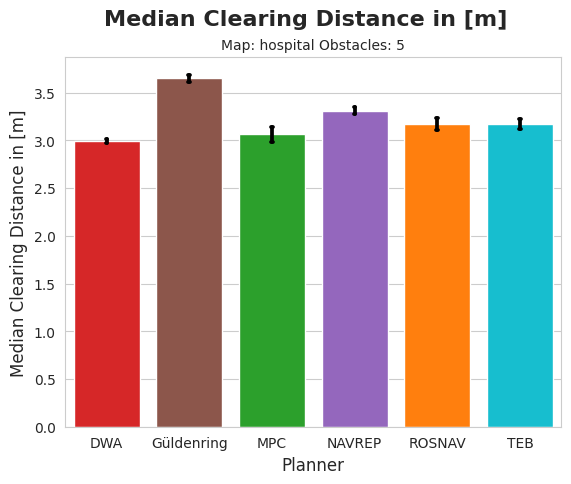 Median Clearing Distance in [m]
Map: hospital Obstacles: 5
Median Clearing Distance in [m]
3.5
3.0
2.5
2.0
1.5
1.0
0.5
0.0
DWA Güldenring MPC NAVREP ROSNAV TEB
Planner